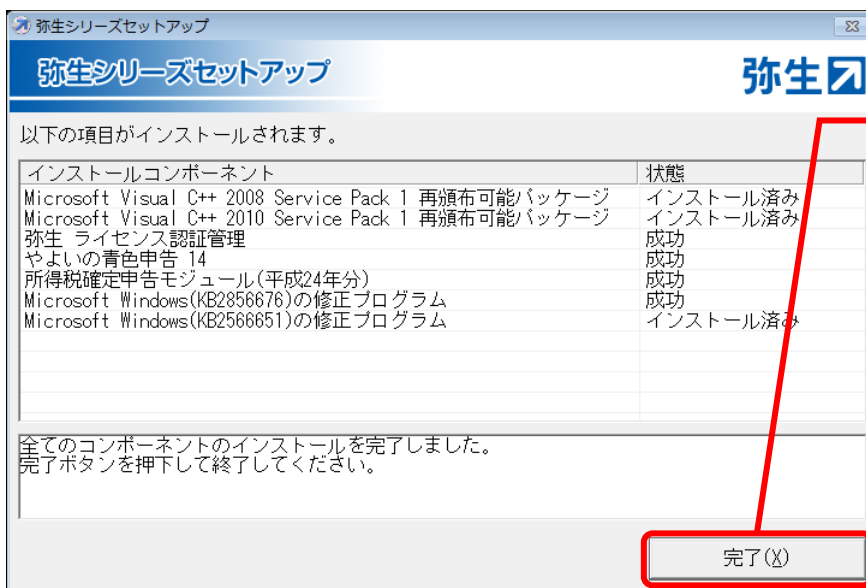 弥生シリーズセットアップ
弥生シリーズセットアップ
弥生
以下の項目がインストールされます。
インストールコンポーネント 状態
Microsoft Visual C++ 2008 Service Pack 1 再頒布可能パッケージ インストール済み
Microsoft Visual C++ 2010 Service Pack 1 再頒布可能パッケージ インストール済み
弥生 ライセンス認証管理 成功
やよいの青色申告 14 成功
所得税確定申告モジュール(平成24年分) 成功
Microsoft Windows(KB2856676)の修正プログラム 成功
Microsoft Windows(KB2566651)の修正プログラム インストール済み
全てのコンポーネントのインストールを完了しました。
完了ボタンを押下して終了してください。
完了(X)